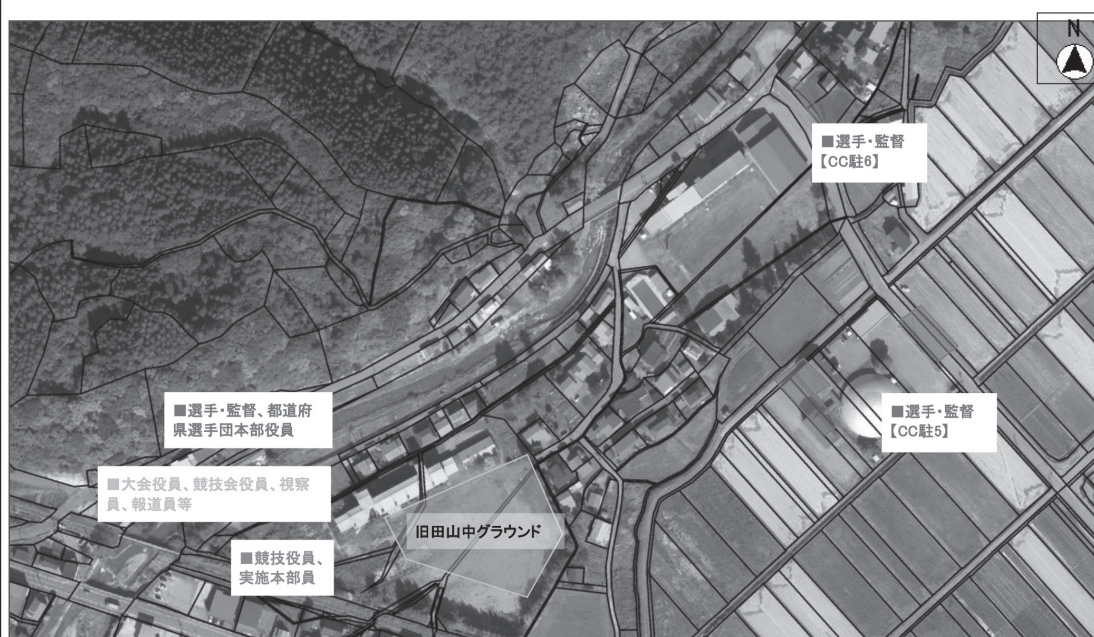 N
■選手・監督
【CC駐6】
■選手・監督、都道府
県選手団本部役員
■選手・監督
【CC駐5】
■大会役員、競技会役員、視察
員、報道員等
旧田山中グラウンド
■競技役員、
実施本部員